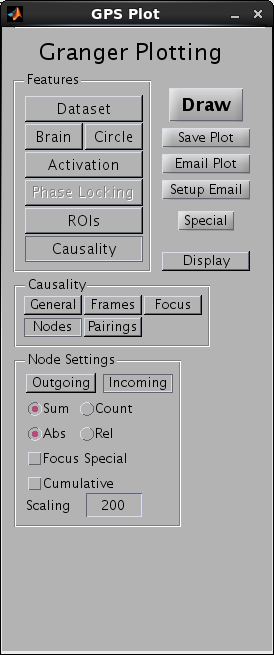 GPS Plot
Granger Plotting
Features
Dataset
Brain Circle
Activation
Phase Locking
ROIs
Causality
Draw
Save Plot
Email Plot
Setup Email
Special
Display
Causality
General Frames Focus
Nodes Pairings
Node Settings
Outgoing Incoming
Sum Count
Abs Rel
Focus Special
Cumulative
Scaling 200